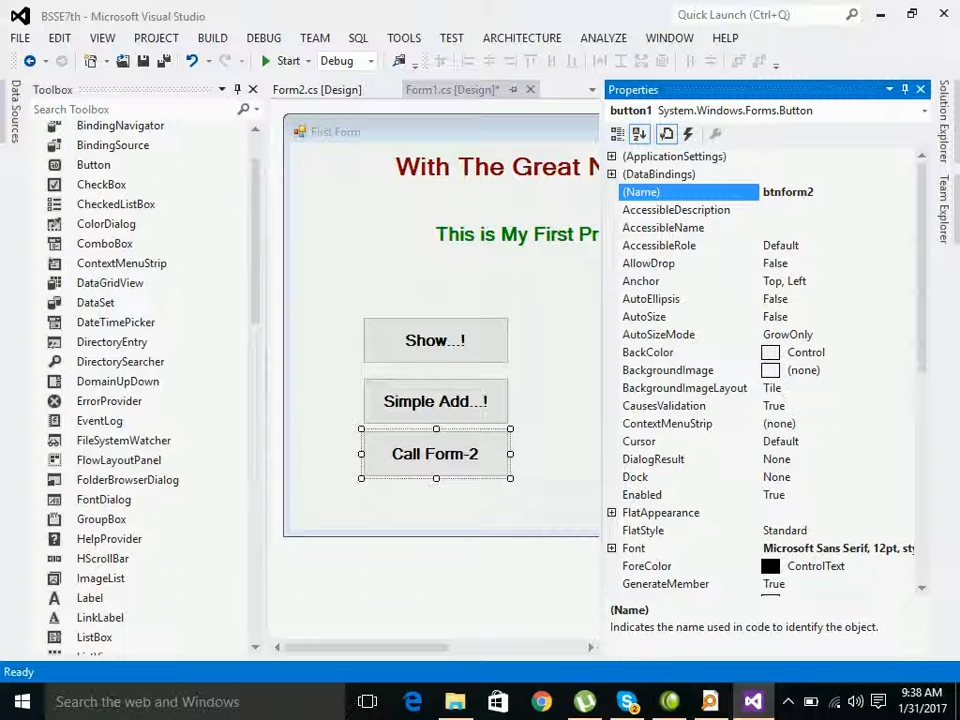 BSSE7th - Microsoft Visual Studio
Quick Launch (Ctrl+Q)
FILE EDIT VIEW PROJECT BUILD DEBUG TEAM SQL TOOLS TEST ARCHITECTURE ANALYZE WINDOW HELP
Start Debug
Data Sources
Toolbox
Search Toolbox
BindingNavigator
BindingSource
Button
CheckBox
CheckedListBox
ColorDialog
ComboBox
ContextMenuStrip
DataGridView
DataSet
DateTimePicker
DirectoryEntry
DirectorySearcher
DomainUpDown
ErrorProvider
EventLog
FileSystemWatcher
FlowLayoutPanel
FolderBrowserDialog
FontDialog
GroupBox
HelpProvider
HScrollBar
ImageList
Label
LinkLabel
ListBox
Form2.cs [Design]
Form1.cs [Design]*
First Form
With The Great N
This is My First Pr
Show...!
Simple Add...!
Call Form-2
Properties
button1 System.Windows.Forms.Button
(ApplicationSettings)
(DataBindings)
(Name) btnform2
AccessibleDescription
AccessibleName
AccessibleRole Default
AllowDrop False
Anchor Top, Left
AutoEllipsis False
AutoSize False
AutoSizeMode GrowOnly
BackColor Control
BackgroundImage (none)
BackgroundImageLayout Tile
CausesValidation True
ContextMenuStrip (none)
Cursor Default
DialogResult None
Dock None
Enabled True
FlatAppearance
FlatStyle Standard
Font Microsoft Sans Serif, 12pt, sty
ForeColor ControlText
GenerateMember True
(Name)
Indicates the name used in code to identify the object.
Solution Explorer
Team Explorer
Ready
Search the web and Windows
9:38 AM
1/31/2017